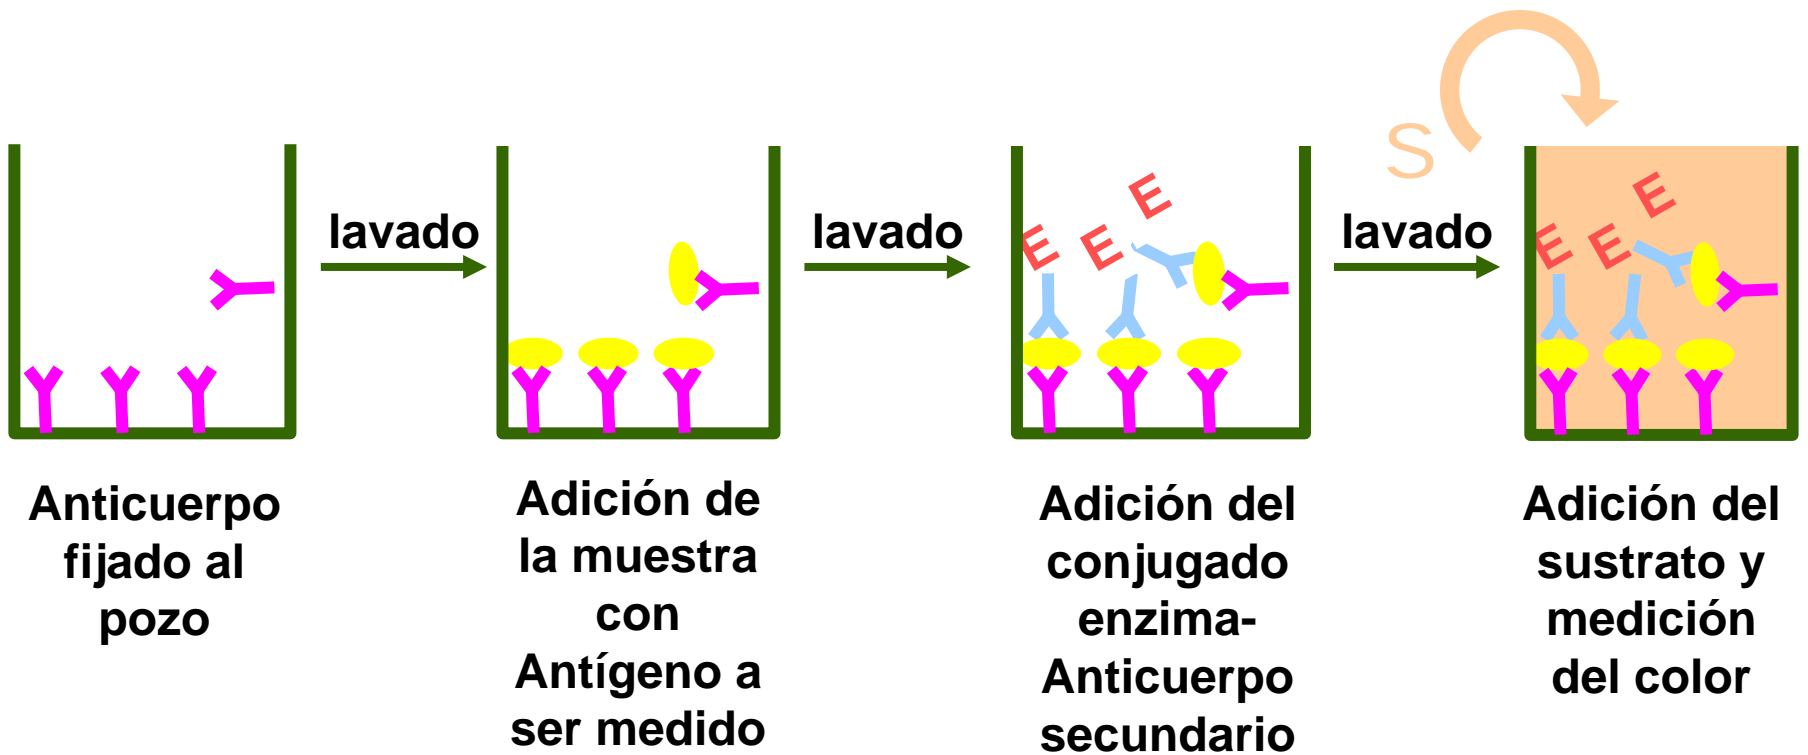 S
lavado
lavado
lavado
E
E
E
E
E
E
Anticuerpo
fijado al
pozo
Adición de
la muestra
con
Antígeno a
ser medido
Adición del
conjugado
enzima-
Anticuerpo
secundario
Adición del
sustrato y
medición
del color